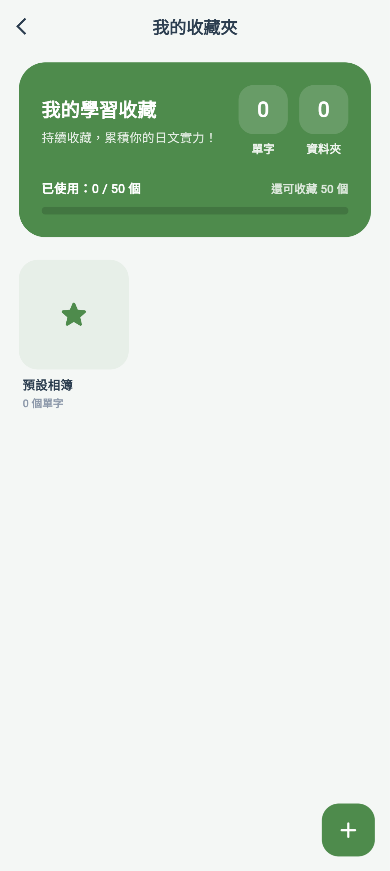 我的收藏夾
我的學習收藏
持續收藏，累積你的日文實力！
0
0
單字
資料夾
已使用：0 / 50 個
還可收藏 50 個
預設相簿
0 個單字